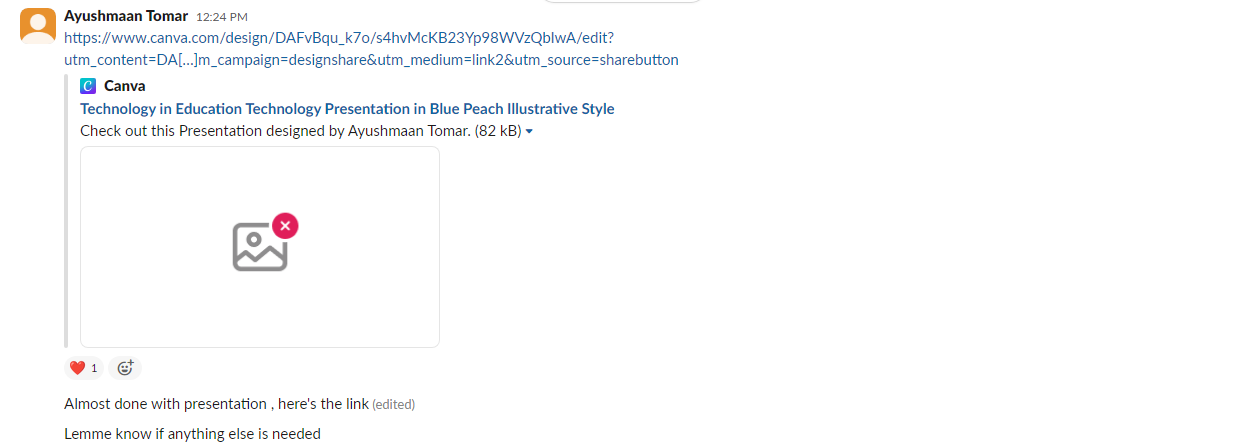 Ayushmaan Tomar 12:24 PM
https://www.canva.com/design/DAFvBqu_k7o/s4hvMcKB23Yp98WVzQblwA/edit?
utm_content=DA[...]m_campaign=designshare&utm_medium=link2&utm_source=sharebutton
Canva
Technology in Education Technology Presentation in Blue Peach Illustrative Style
Check out this Presentation designed by Ayushmaan Tomar. (82 kB)
1
Almost done with presentation , here's the link (edited)
Lemme know if anything else is needed